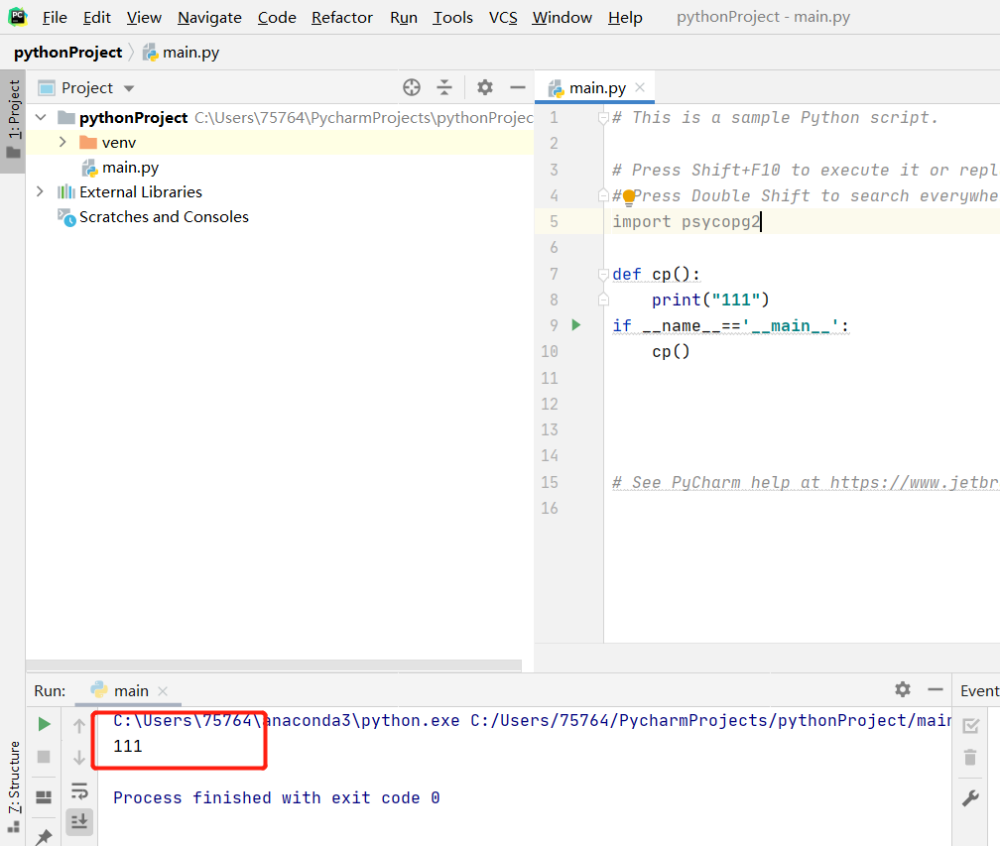 File Edit View Navigate Code Refactor Run Tools VCS Window Help pythonProject - main.py
pythonProject main.py
1: Project
Project
main.py
pythonProject C:\Users\75764\PycharmProjects\pythonProjec
venv
main.py
External Libraries
Scratches and Consoles
1 # This is a sample Python script.
2
3 # Press Shift+F10 to execute it or repl
4 # Press Double Shift to search everywhe
5 import psycopg2
6
7 def cp():
8 print("111")
9 if __name__=='__main__':
10 cp()
11
12
13
14
15 # See PyCharm help at https://www.jetbr
16
Run: main
Event
C:\Users\75764\anaconda3\python.exe C:/Users/75764/PycharmProjects/pythonProject/main
111
Process finished with exit code 0
Z: Structure